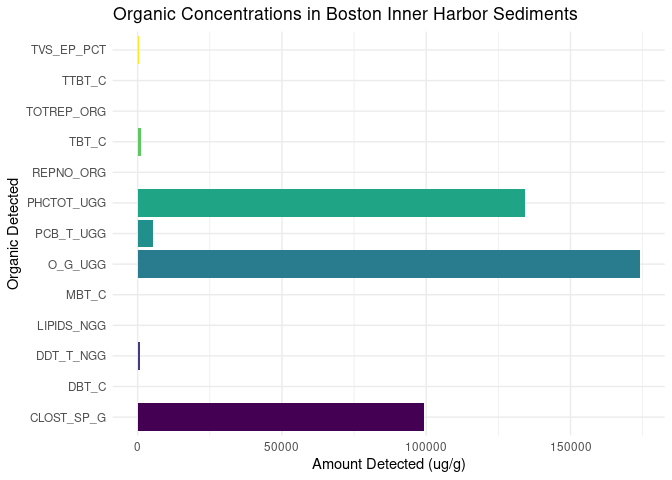 Organic Concentrations in Boston Inner Harbor Sediments
Organic Detected
TVS_EP_PCT
TTBT_C
TOTREP_ORG
TBT_C
REPNO_ORG
PHCTOT_UGG
PCB_T_UGG
O_G_UGG
MBT_C
LIPIDS_NGG
DDT_T_NGG
DBT_C
CLOST_SP_G
0 50000 100000 150000
Amount Detected (ug/g)